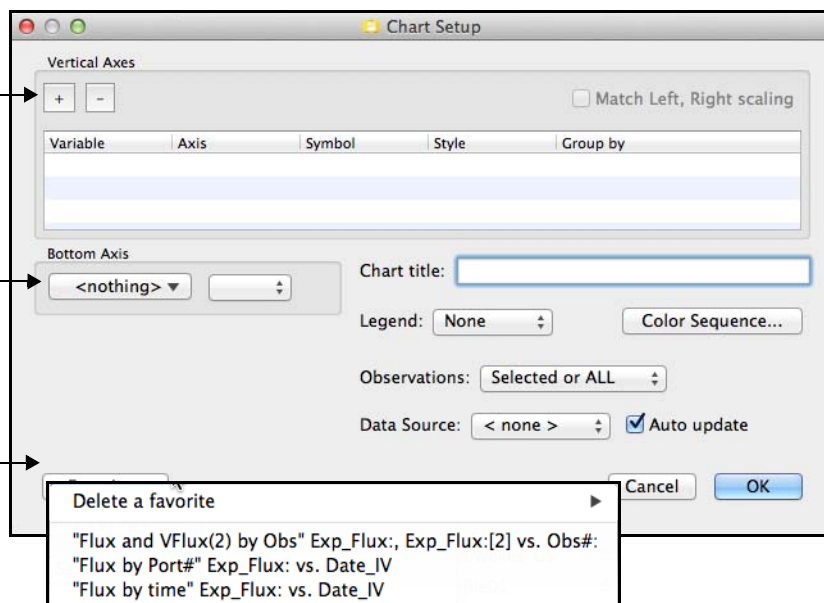 Chart Setup
Vertical Axes
+ -
Match Left, Right scaling
Variable Axis Symbol Style Group by
Bottom Axis
<nothing>
Chart title:
Legend: None
Color Sequence...
Observations: Selected or ALL
Data Source: < none > Auto update
Cancel OK
Delete a favorite
"Flux and VFlux(2) by Obs" Exp_Flux:, Exp_Flux:[2] vs. Obs#:
"Flux by Port#" Exp_Flux: vs. Date_IV
"Flux by time" Exp_Flux: vs. Date_IV